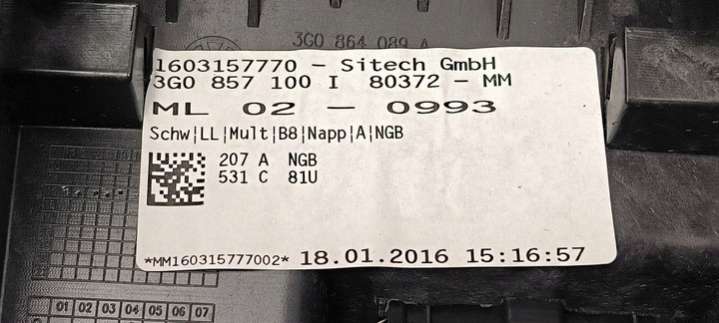 3G0 864 089 A
1603157770 - Sitech GmbH
3G0 857 100 I 80372 - MM
ML 02 - 0993
Schw|LL|Mult|B8|Napp|A|NGB
207 A NGB
531 C 81U
*MM160315777002* 18.01.2016 15:16:57
01 02 03 04 05 06 07